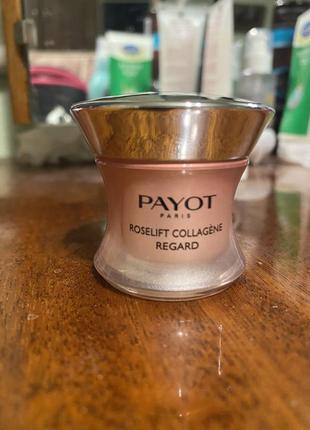 PAYOT
PARIS
ROSELIFT COLLAGÈNE
REGARD